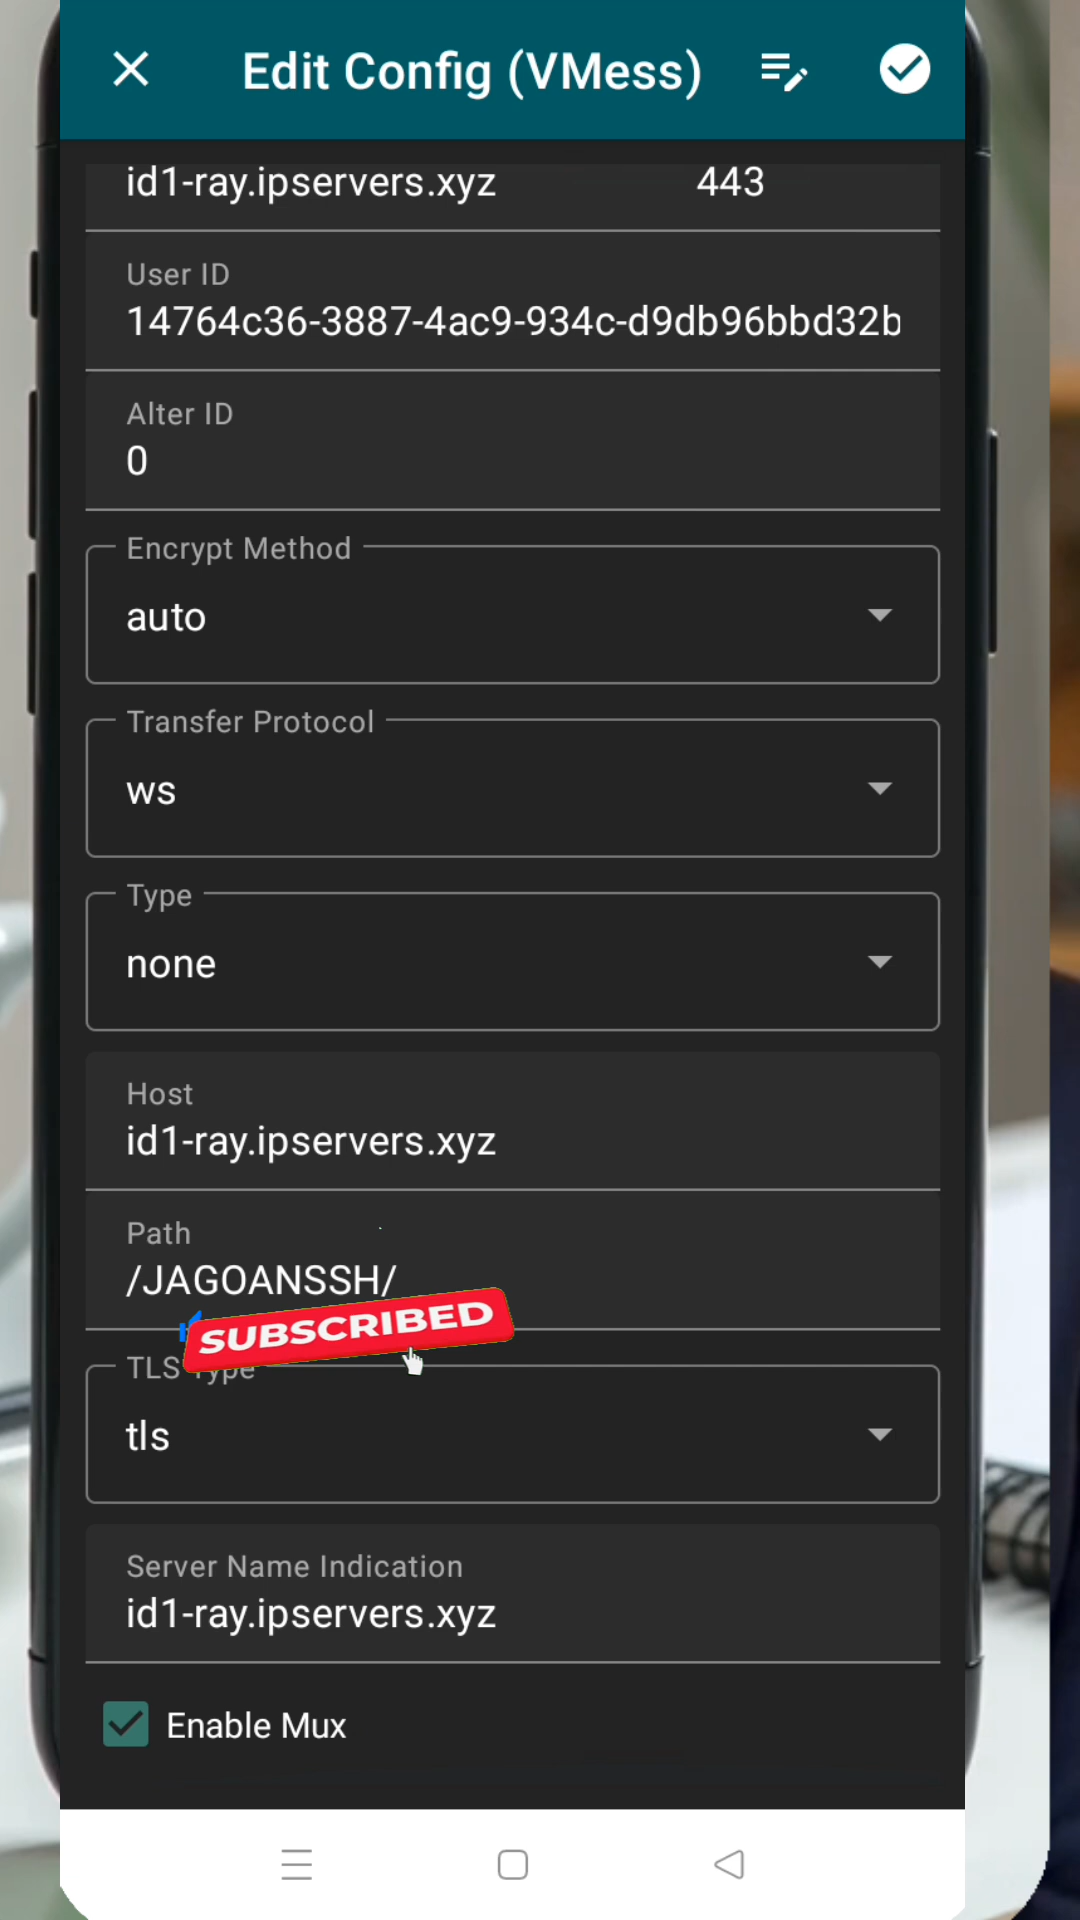 Edit Config (VMess)
id1-ray.ipservers.xyz 443
User ID
14764c36-3887-4ac9-934c-d9db96bbd32b
Alter ID
0
Encrypt Method
auto
Transfer Protocol
ws
Type
none
Host
id1-ray.ipservers.xyz
Path
/JAGOANSSH/
SUBSCRIBED
TLS Type
tls
Server Name Indication
id1-ray.ipservers.xyz
Enable Mux